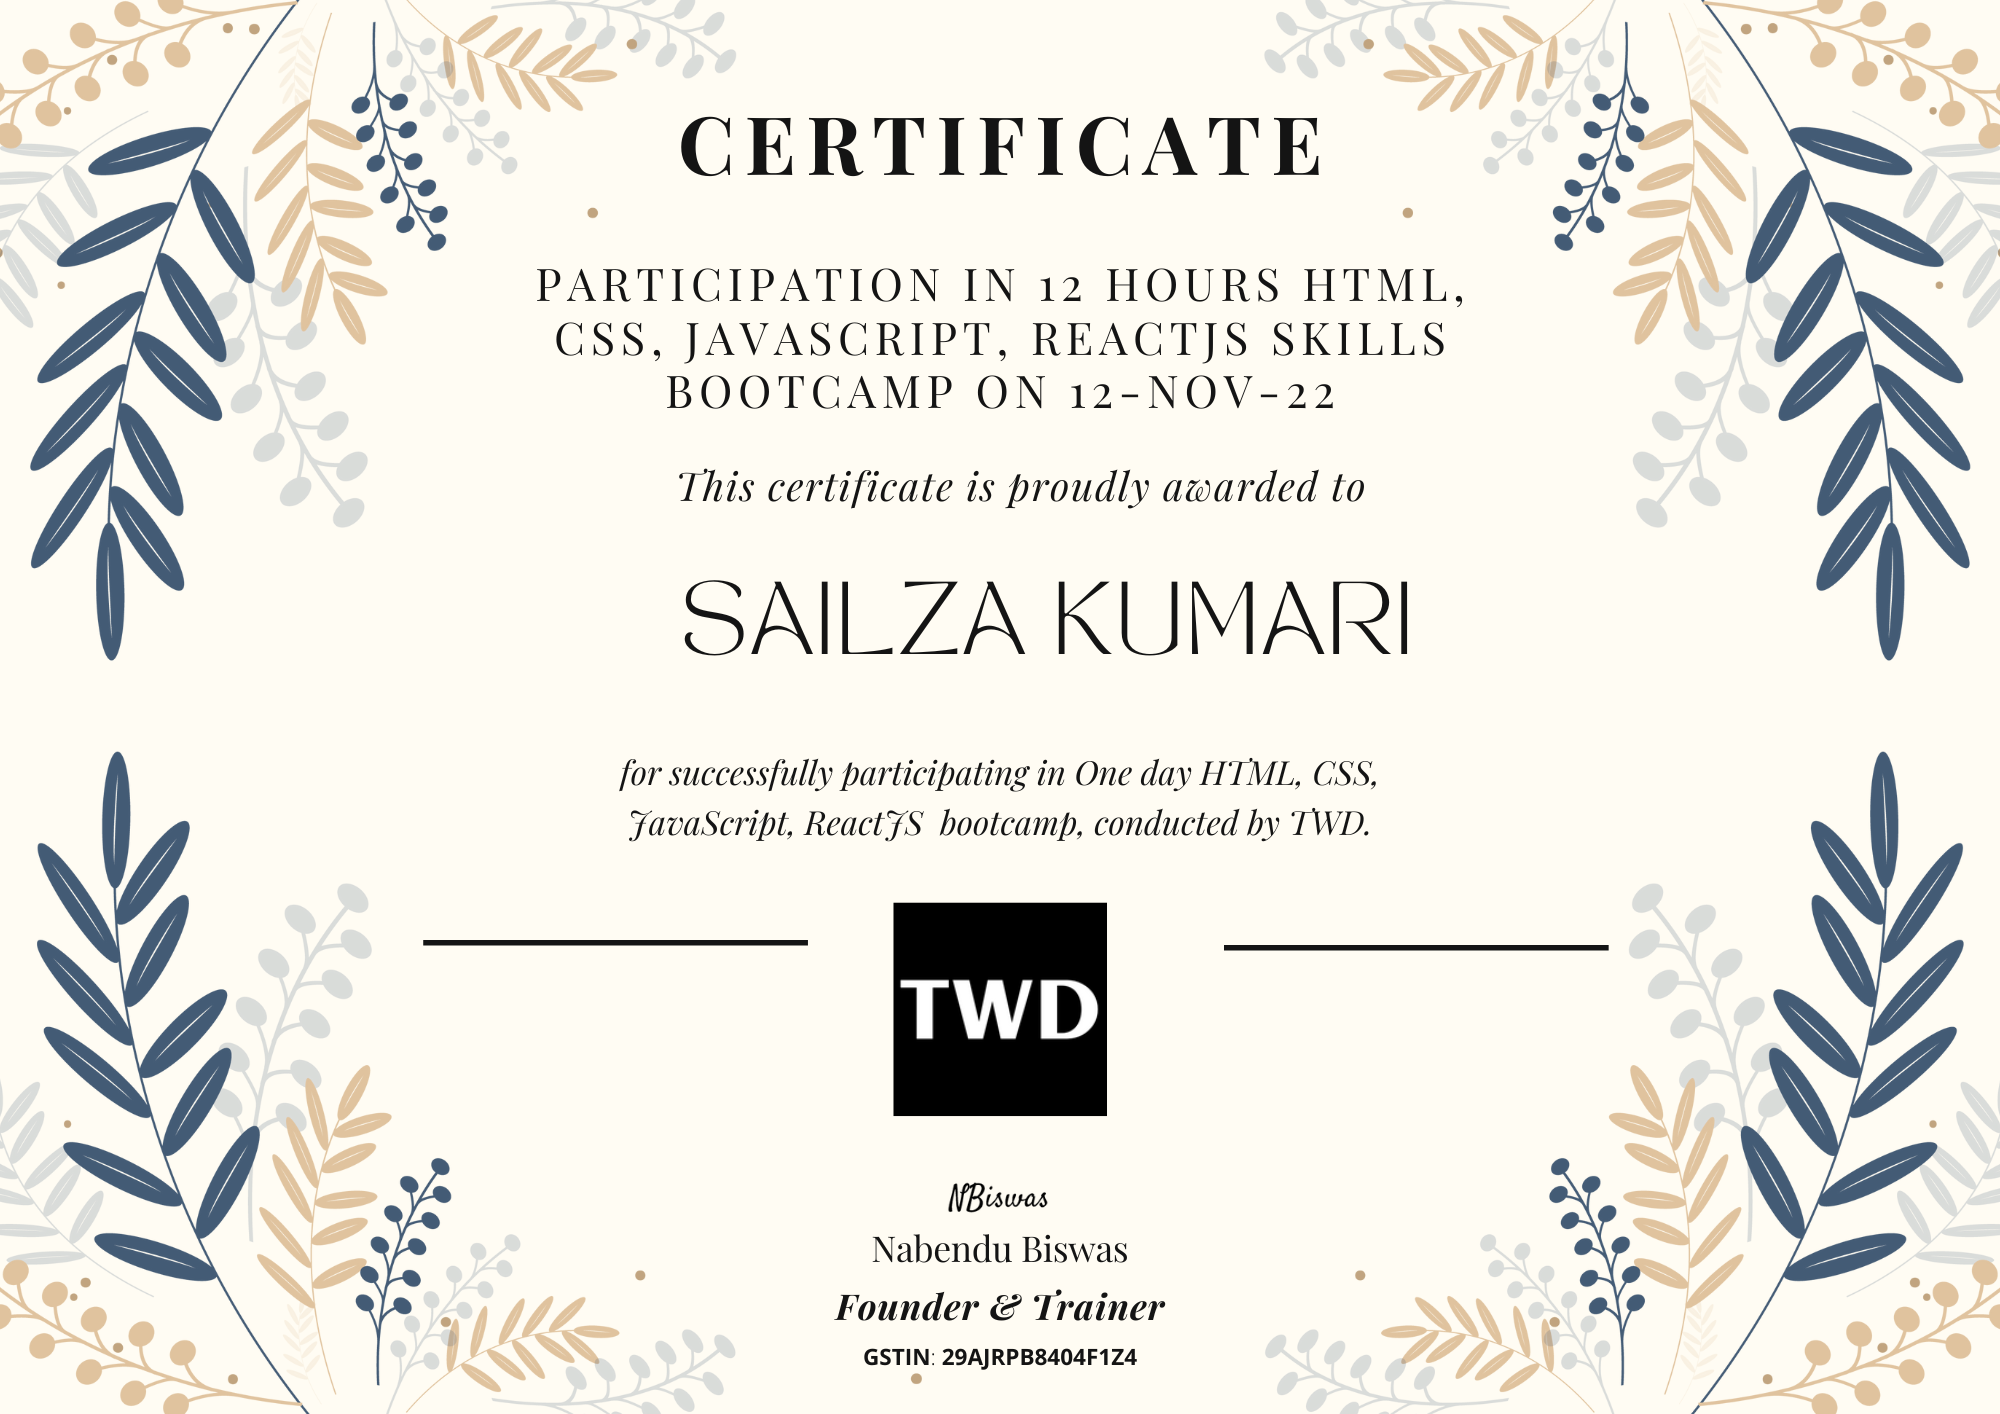 CERTIFICATE
PARTICIPATION IN 12 HOURS HTML,
CSS, JAVASCRIPT, REACTJS SKILLS
BOOTCAMP ON 12-NOV-22
This certificate is proudly awarded to
SAILZA KUMARI
for successfully participating in One day HTML, CSS,
JavaScript, ReactJS bootcamp, conducted by TWD.
TWD
NBiswas
Nabendu Biswas
Founder & Trainer
GSTIN: 29AJRPB8404F1Z4